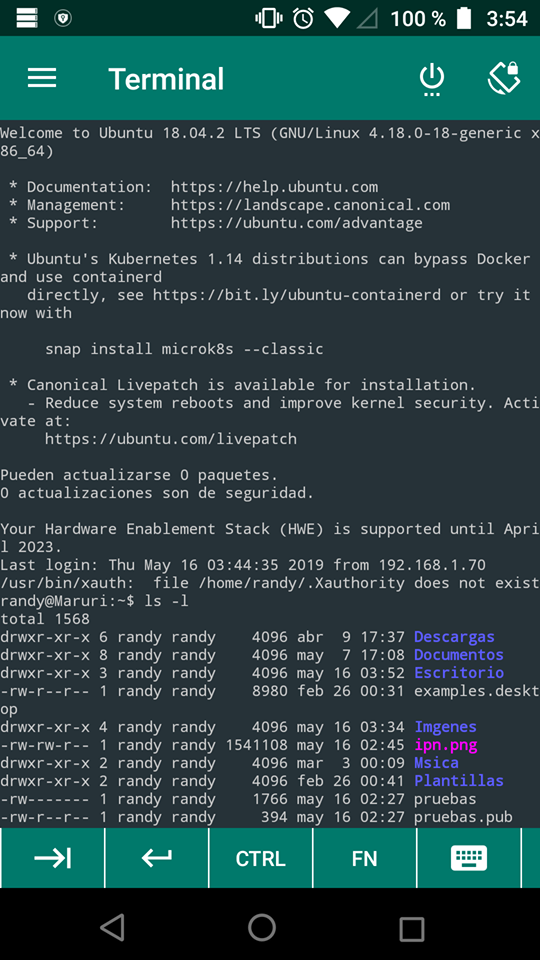 100 % 3:54
Terminal
Welcome to Ubuntu 18.04.2 LTS (GNU/Linux 4.18.0-18-generic x
86_64)
* Documentation:  https://help.ubuntu.com
* Management:     https://landscape.canonical.com
* Support:        https://ubuntu.com/advantage
* Ubuntu's Kubernetes 1.14 distributions can bypass Docker
and use containerd
directly, see https://bit.ly/ubuntu-containerd or try it
now with
snap install microk8s --classic
* Canonical Livepatch is available for installation.
- Reduce system reboots and improve kernel security. Acti
vate at:
https://ubuntu.com/livepatch
Pueden actualizarse 0 paquetes.
0 actualizaciones son de seguridad.
Your Hardware Enablement Stack (HWE) is supported until Apri
l 2023.
Last login: Thu May 16 03:44:35 2019 from 192.168.1.70
/usr/bin/xauth:  file /home/randy/.Xauthority does not exist
randy@Maruri:~$ ls -l
total 1568
drwxr-xr-x 6 randy randy    4096 abr  9 17:37 Descargas
drwxr-xr-x 8 randy randy    4096 may  7 17:08 Documentos
drwxr-xr-x 3 randy randy    4096 may 16 03:52 Escritorio
-rw-r--r-- 1 randy randy    8980 feb 26 00:31 examples.deskt
op
drwxr-xr-x 4 randy randy    4096 may 16 03:34 Imgenes
-rw-rw-r-- 1 randy randy 1541108 may 16 02:45 ipn.png
drwxr-xr-x 2 randy randy    4096 mar  3 00:09 Msica
drwxr-xr-x 2 randy randy    4096 feb 26 00:41 Plantillas
-rw------- 1 randy randy    1766 may 16 02:27 pruebas
-rw-r--r-- 1 randy randy     394 may 16 02:27 pruebas.pub
CTRL FN